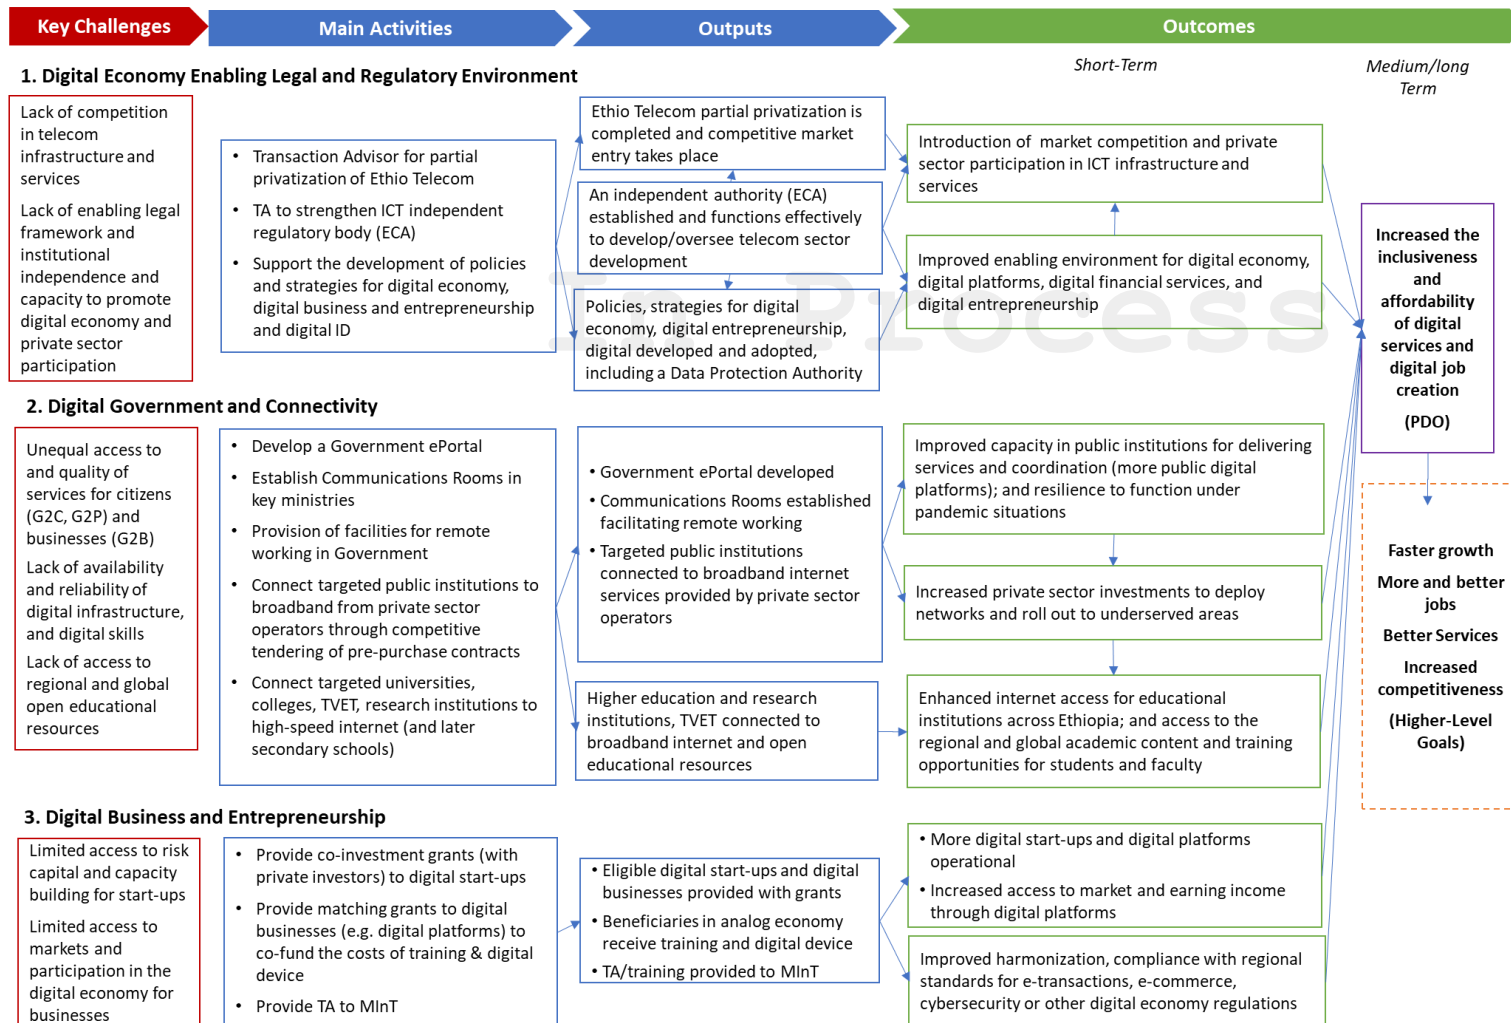 Key Challenges
Main Activities
Outputs
Outcomes
Short-Term
Medium/long
Term
1. Digital Economy Enabling Legal and Regulatory Environment
Lack of competition
in telecom
infrastructure and
services
Lack of enabling legal
framework and
institutional
independence and
capacity to promote
digital economy and
private sector
participation
• Transaction Advisor for partial
privatization of Ethio Telecom
• TA to strengthen ICT independent
regulatory body (ECA)
• Support the development of policies
and strategies for digital economy,
digital business and entrepreneurship
and digital ID
Ethio Telecom partial privatization is
completed and competitive market
entry takes place
An independent authority (ECA)
established and functions effectively
to develop/oversee telecom sector
development
Policies, strategies for digital
economy, digital entrepreneurship,
digital developed and adopted,
including a Data Protection Authority
Introduction of market competition and private
sector participation in ICT infrastructure and
services
Improved enabling environment for digital economy,
digital platforms, digital financial services, and
digital entrepreneurship
In Process
Increased the
inclusiveness
and
affordability
of digital
services and
digital job
creation
(PDO)
2. Digital Government and Connectivity
Unequal access to
and quality of
services for citizens
(G2C, G2P) and
businesses (G2B)
Lack of availability
and reliability of
digital infrastructure,
and digital skills
Lack of access to
regional and global
open educational
resources
• Develop a Government ePortal
• Establish Communications Rooms in
key ministries
• Provision of facilities for remote
working in Government
• Connect targeted public institutions to
broadband from private sector
operators through competitive
tendering of pre-purchase contracts
• Connect targeted universities,
colleges, TVET, research institutions to
high-speed internet (and later
secondary schools)
• Government ePortal developed
• Communications Rooms established
facilitating remote working
• Targeted public institutions
connected to broadband internet
services provided by private sector
operators
Higher education and research
institutions, TVET connected to
broadband internet and open
educational resources
Improved capacity in public institutions for delivering
services and coordination (more public digital
platforms); and resilience to function under
pandemic situations
Increased private sector investments to deploy
networks and roll out to underserved areas
Enhanced internet access for educational
institutions across Ethiopia; and access to the
regional and global academic content and training
opportunities for students and faculty
Faster growth
More and better
jobs
Better Services
Increased
competitiveness
(Higher-Level
Goals)
3. Digital Business and Entrepreneurship
Limited access to risk
capital and capacity
building for start-ups
Limited access to
markets and
participation in the
digital economy for
businesses
• Provide co-investment grants (with
private investors) to digital start-ups
• Provide matching grants to digital
businesses (e.g. digital platforms) to
co-fund the costs of training & digital
device
• Provide TA to MInT
• Eligible digital start-ups and digital
businesses provided with grants
• Beneficiaries in analog economy
receive training and digital device
• TA/training provided to MInT
• More digital start-ups and digital platforms
operational
• Increased access to market and earning income
through digital platforms
Improved harmonization, compliance with regional
standards for e-transactions, e-commerce,
cybersecurity or other digital economy regulations